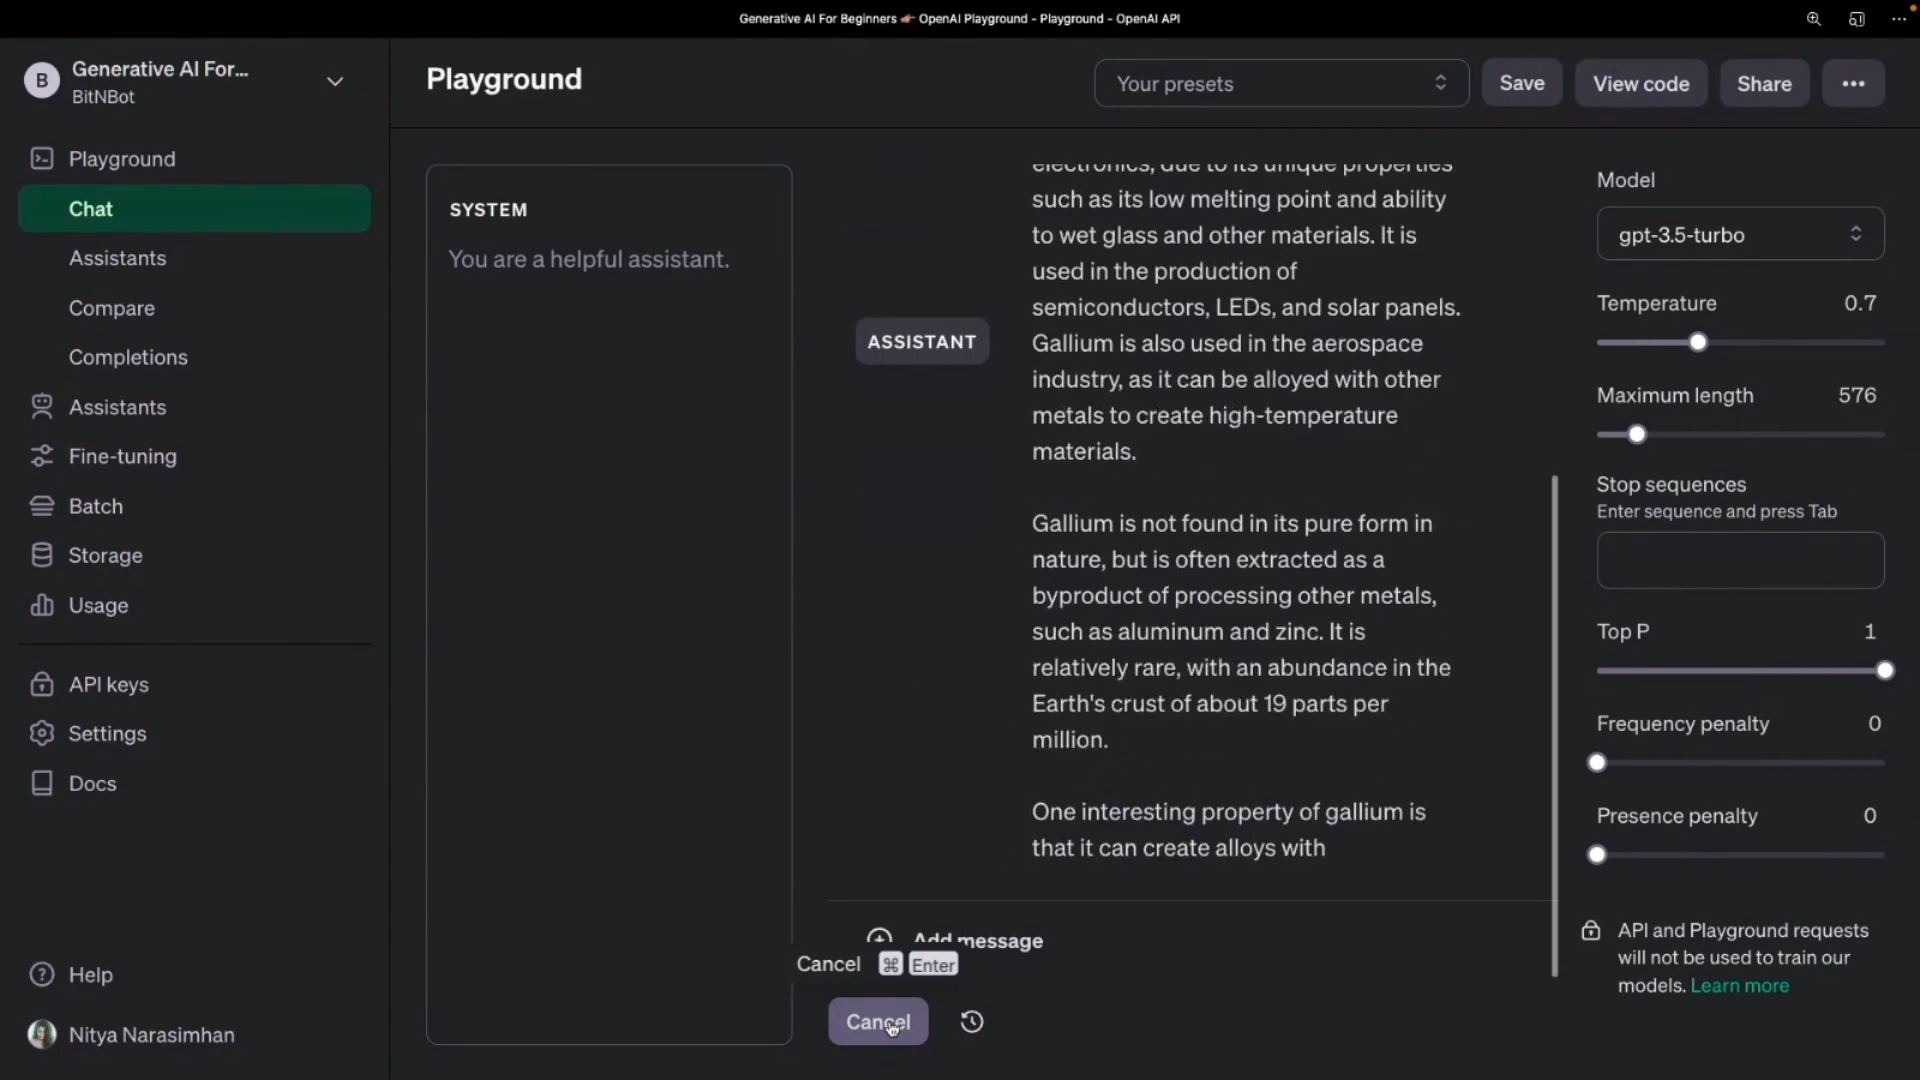 Generative AI For Beginners 👉🏽 OpenAI Playground - Playground - OpenAI API
B
Generative AI For...
BitNBot
Playground
Chat
Assistants
Compare
Completions
Assistants
Fine-tuning
Batch
Storage
Usage
API keys
Settings
Docs
Help
Nitya Narasimhan
Playground
Your presets
Save
View code
Share
SYSTEM
You are a helpful assistant.
ASSISTANT
electronics, due to its unique properties
such as its low melting point and ability
to wet glass and other materials. It is
used in the production of
semiconductors, LEDs, and solar panels.
Gallium is also used in the aerospace
industry, as it can be alloyed with other
metals to create high-temperature
materials.
Gallium is not found in its pure form in
nature, but is often extracted as a
byproduct of processing other metals,
such as aluminum and zinc. It is
relatively rare, with an abundance in the
Earth's crust of about 19 parts per
million.
One interesting property of gallium is
that it can create alloys with
Add message
Cancel ⌘ Enter
Cancel
Model
gpt-3.5-turbo
Temperature 0.7
Maximum length 576
Stop sequences
Enter sequence and press Tab
Top P 1
Frequency penalty 0
Presence penalty 0
API and Playground requests
will not be used to train our
models. Learn more